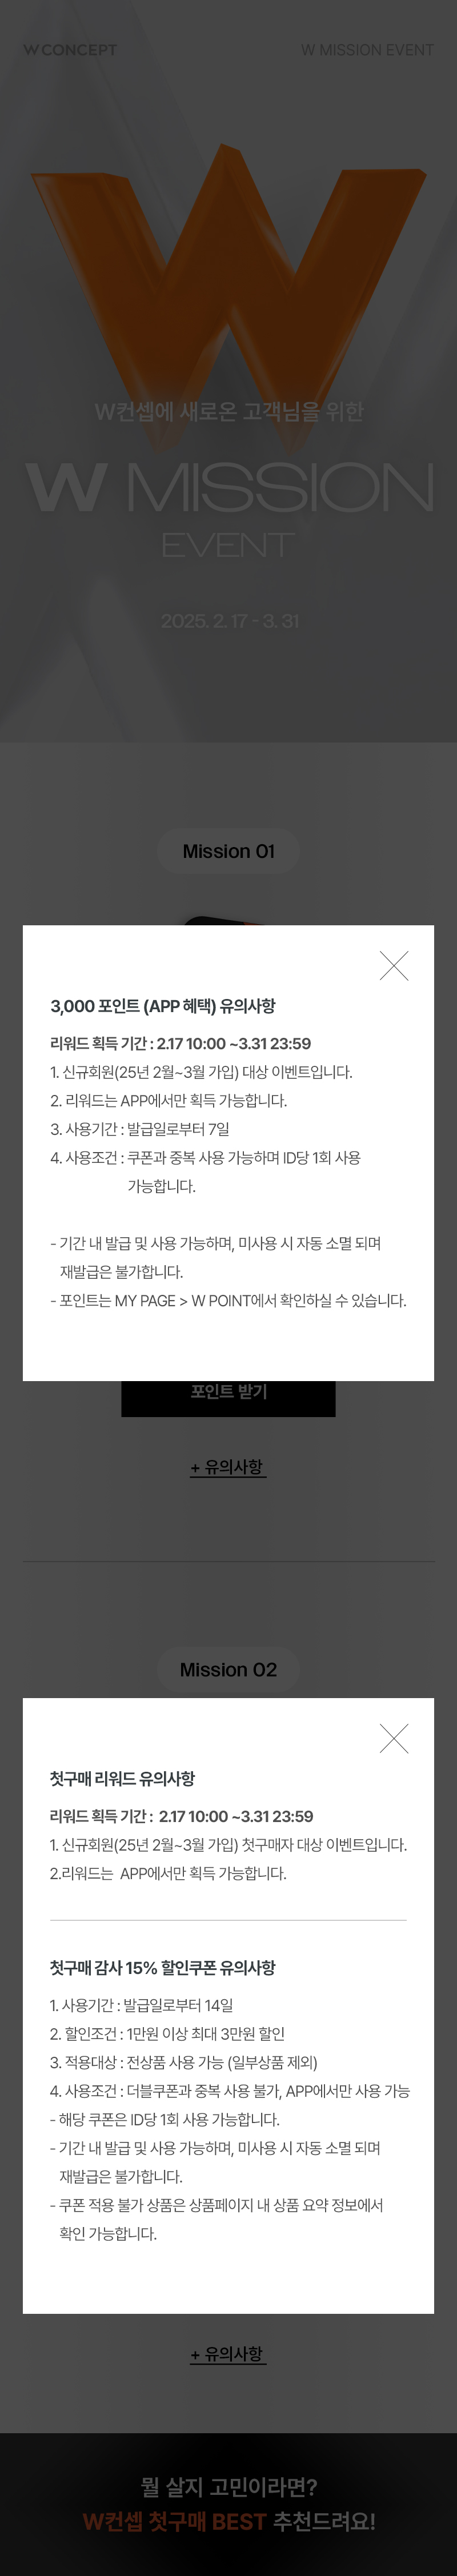 W CONCEPT
W MISSION EVENT
W컨셉에 새로온 고객님을 위한
W MISSION
EVENT
2025. 2. 17 - 3. 31
Mission 01
3,000 포인트 (APP 혜택) 유의사항
리워드 획득 기간 : 2.17 10:00 ~3.31 23:59
1. 신규회원(25년 2월~3월 가입) 대상 이벤트입니다.
2. 리워드는 APP에서만 획득 가능합니다.
3. 사용기간 : 발급일로부터 7일
4. 사용조건 : 쿠폰과 중복 사용 가능하며 ID당 1회 사용
가능합니다.
- 기간 내 발급 및 사용 가능하며, 미사용 시 자동 소멸 되며
재발급은 불가합니다.
- 포인트는 MY PAGE > W POINT에서 확인하실 수 있습니다.
포인트 받기
+ 유의사항
Mission 02
첫구매 리워드 유의사항
리워드 획득 기간 : 2.17 10:00 ~3.31 23:59
1. 신규회원(25년 2월~3월 가입) 첫구매자 대상 이벤트입니다.
2.리워드는 APP에서만 획득 가능합니다.
첫구매 감사 15% 할인쿠폰 유의사항
1. 사용기간 : 발급일로부터 14일
2. 할인조건 : 1만원 이상 최대 3만원 할인
3. 적용대상 : 전상품 사용 가능 (일부상품 제외)
4. 사용조건 : 더블쿠폰과 중복 사용 불가, APP에서만 사용 가능
- 해당 쿠폰은 ID당 1회 사용 가능합니다.
- 기간 내 발급 및 사용 가능하며, 미사용 시 자동 소멸 되며
재발급은 불가합니다.
- 쿠폰 적용 불가 상품은 상품페이지 내 상품 요약 정보에서
확인 가능합니다.
+ 유의사항
뭘 살지 고민이라면?
W컨셉 첫구매 BEST 추천드려요!